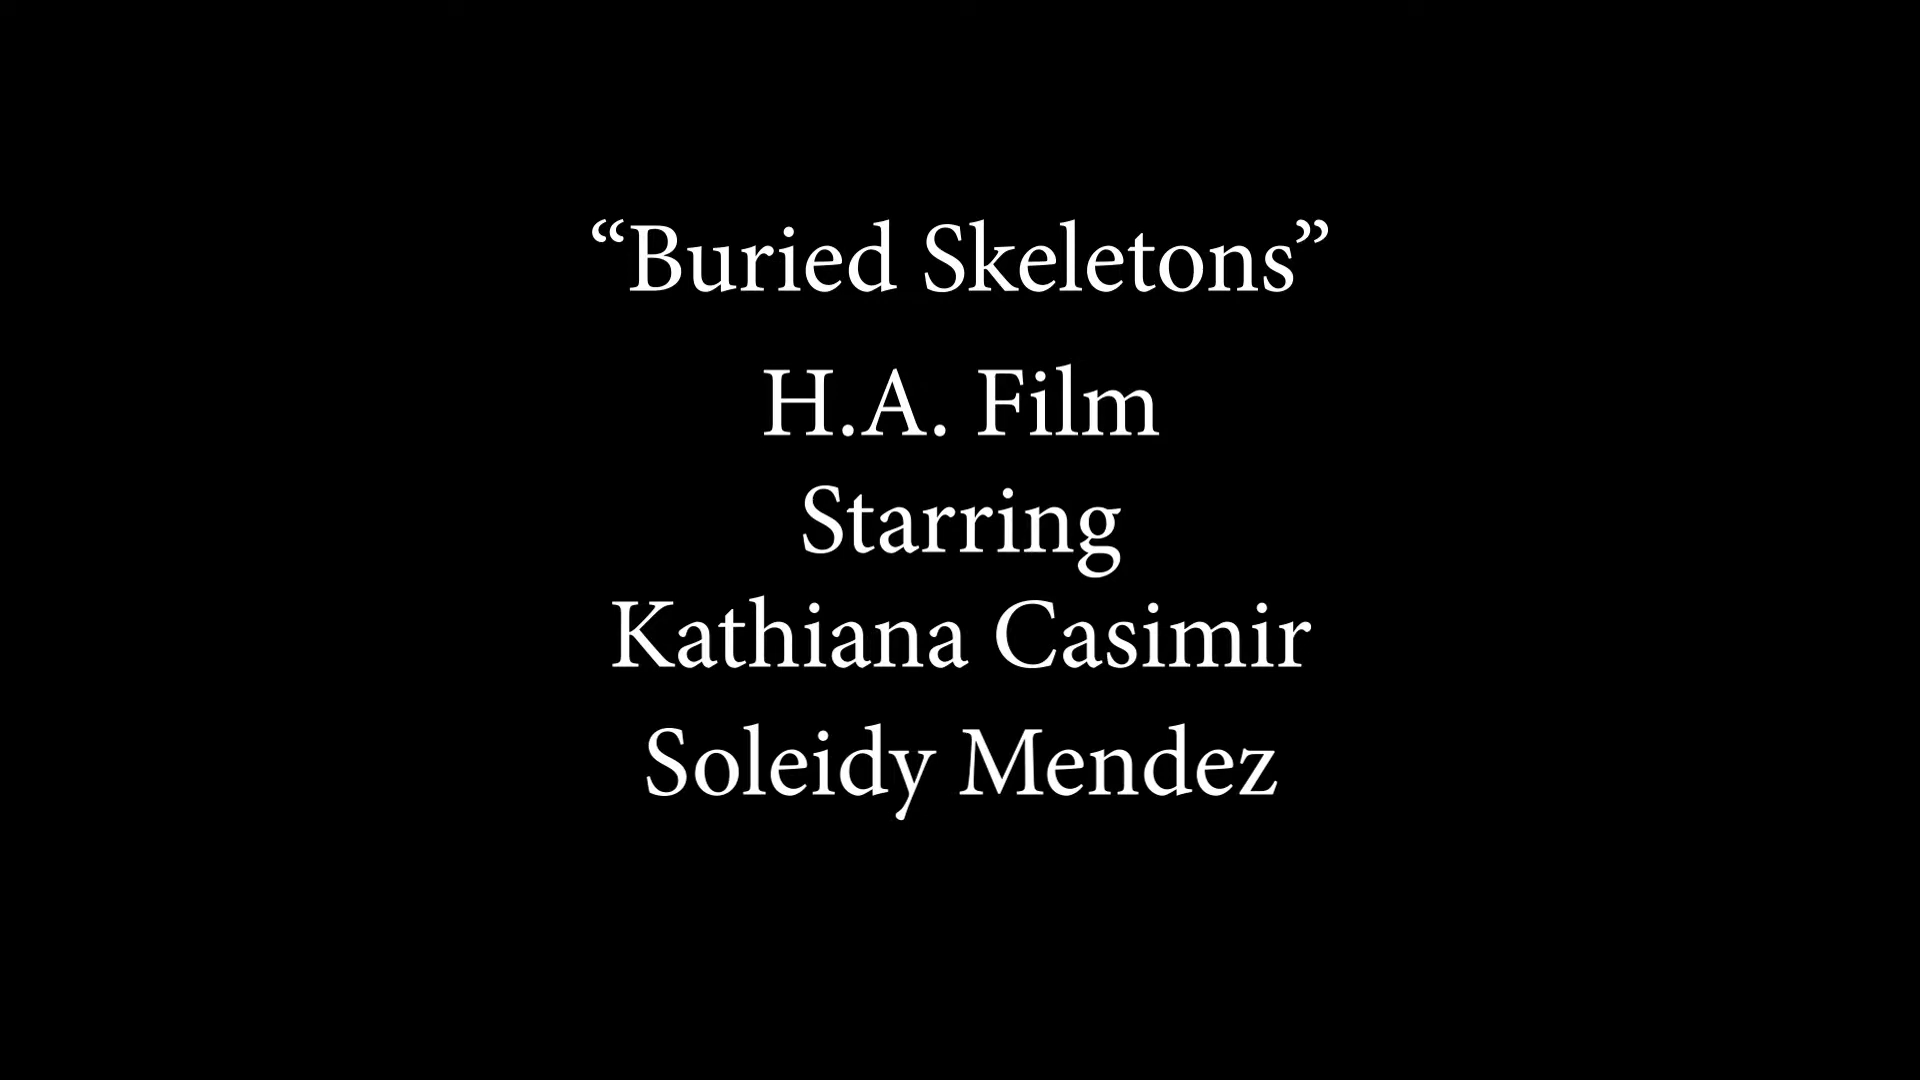 “Buried Skeletons”
H.A. Film
Starring
Kathiana Casimir
Soleidy Mendez